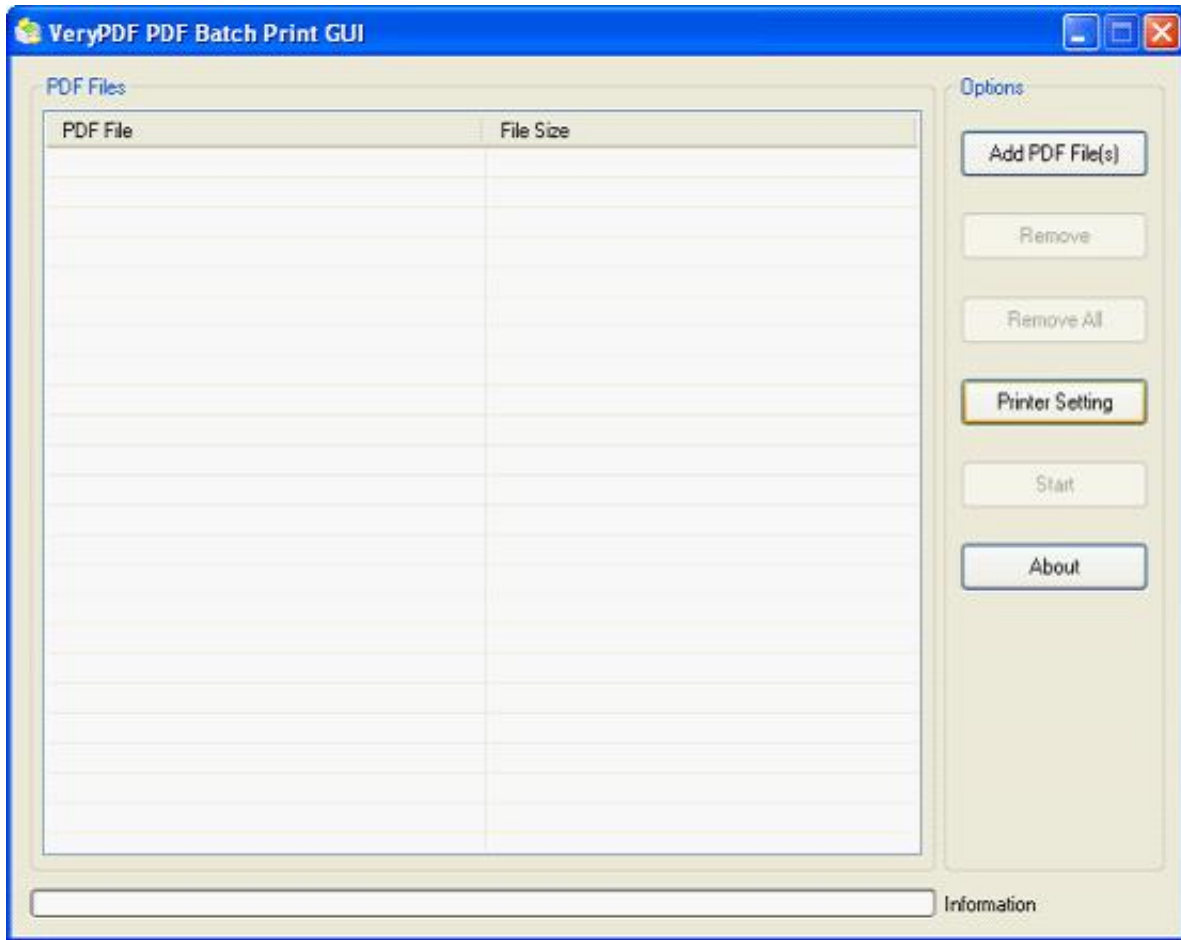 VeryPDF PDF Batch Print GUI
PDF Files
Options
PDF File
File Size
Add PDF File(s)
Remove
Remove All
Printer Setting
Start
About
Information